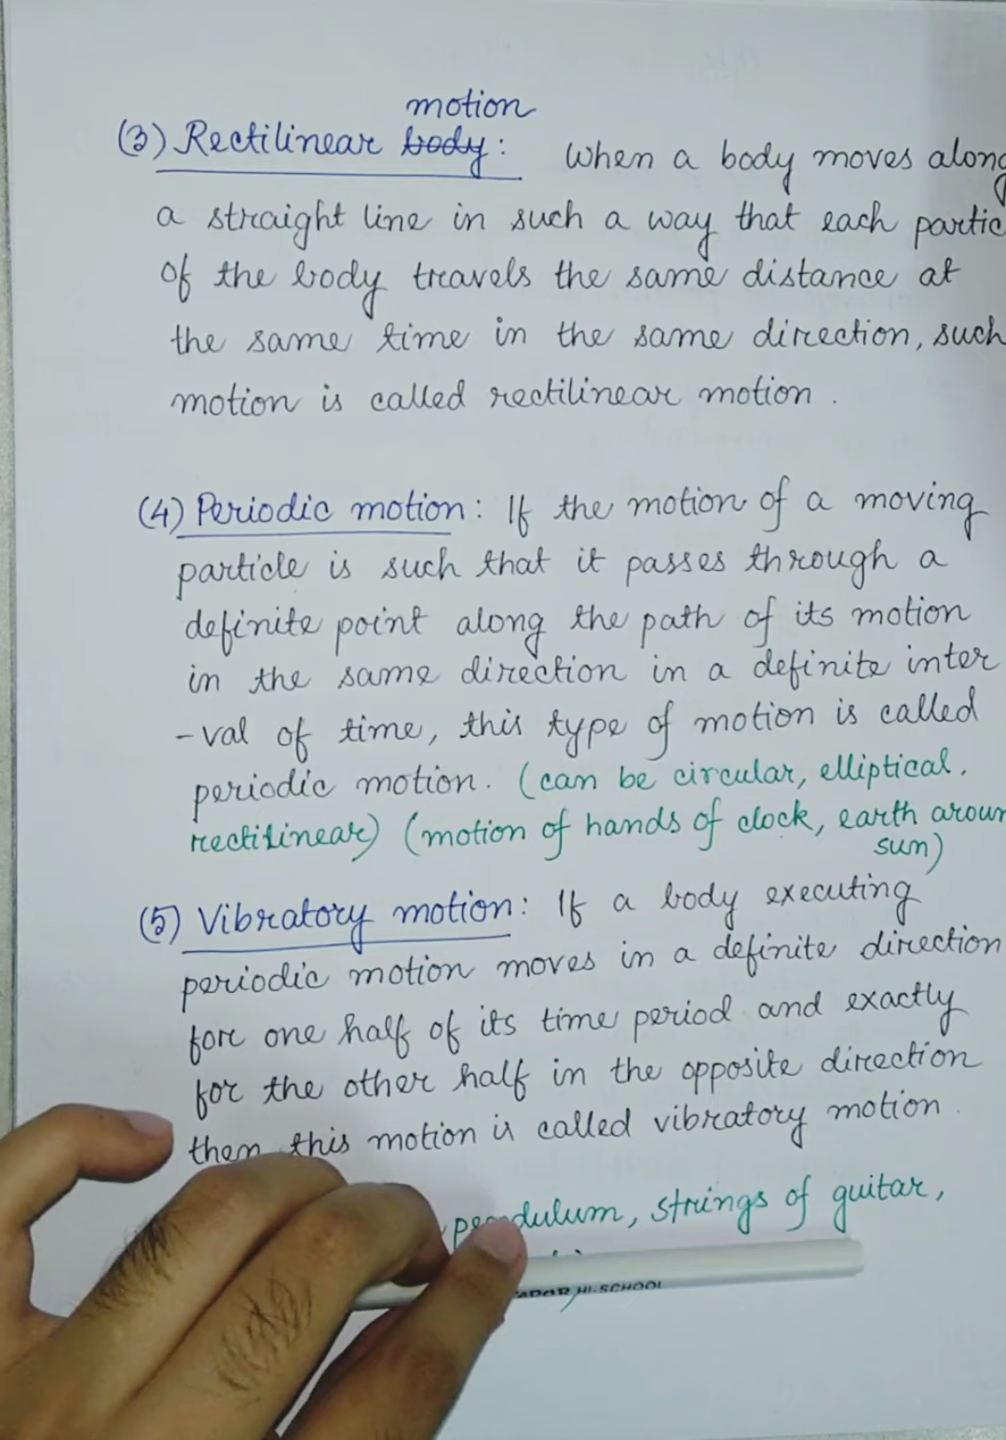 motion
(3) Rectilinear body: When a body moves along
a straight line in such a way that each partic
of the body travels the same distance at
the same time in the same direction, such
motion is called rectilinear motion.
(4) Periodic motion: If the motion of a moving
particle is such that it passes through a
definite point along the path of its motion
in the same direction in a definite inter
-val of time, this type of motion is called
periodic motion. (can be circular, elliptical,
rectilinear) (motion of hands of clock, earth aroun
sun)
(5) Vibratory motion: If a body executing
periodic motion moves in a definite direction
for one half of its time period and exactly
for the other half in the opposite direction
then this motion is called vibratory motion.
pendulum, strings of guitar,
HI-SCHOOL